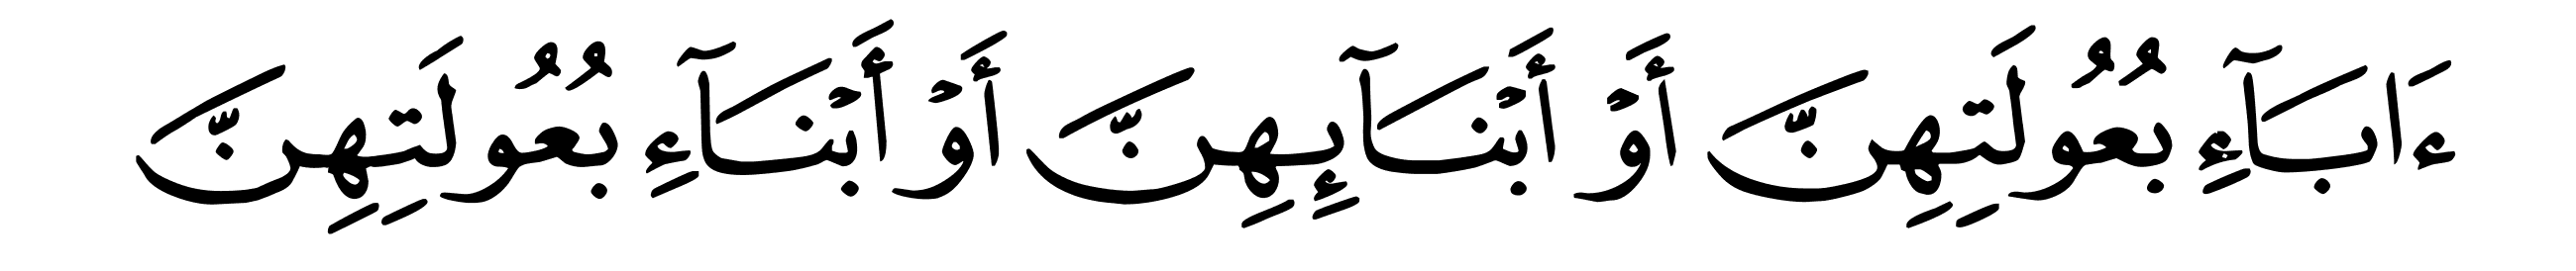 ءَابَآءِ بُعُولَتِهِنَّ أَوۡ أَبۡنَآئِهِنَّ أَوۡ أَبۡنَآءِ بُعُولَتِهِنَّ